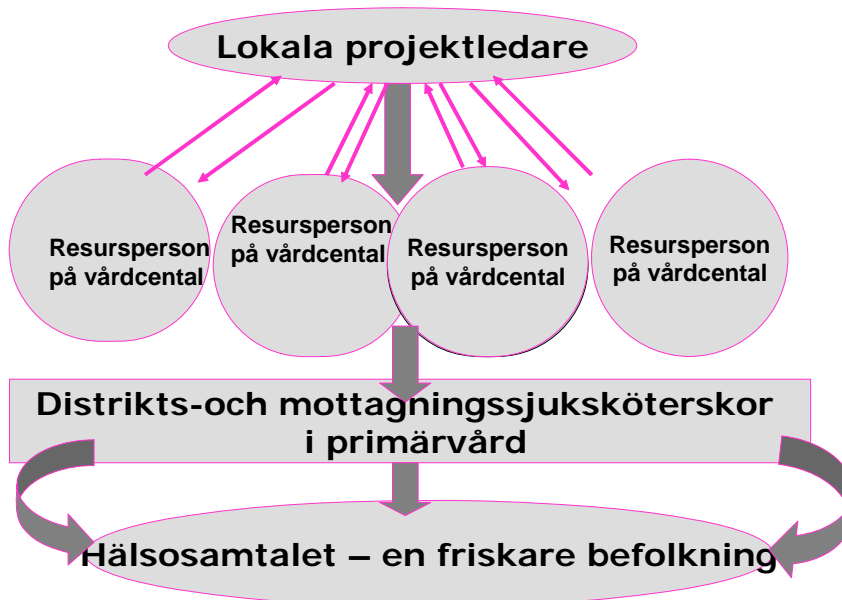 Lokala projektledare
Resursperson
på vårdcental
Resursperson
på vårdcental
Resursperson
på vårdcental
Resursperson
på vårdcental
Distrikts-och mottagningssjuksköterskor
i primärvård
Hälsosamtalet – en friskare befolkning